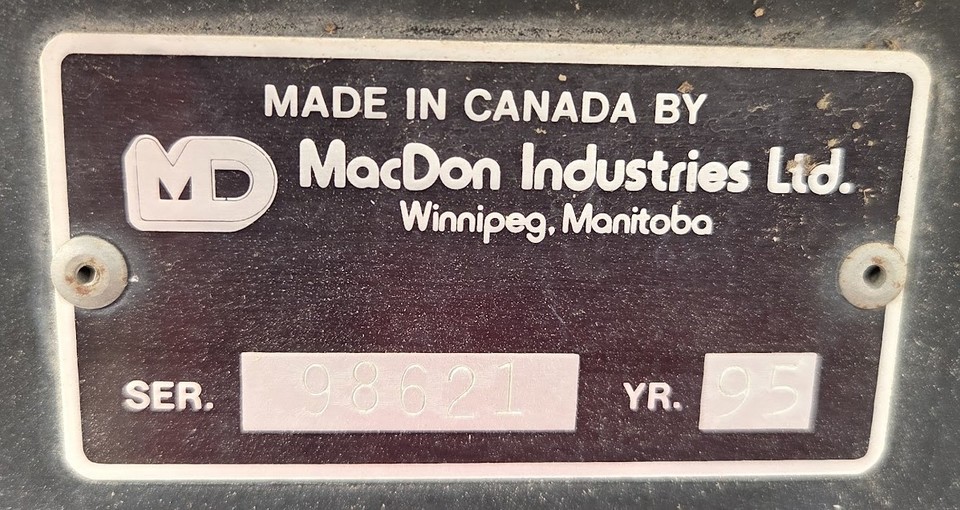 MADE IN CANADA BY
MD MacDon Industries Ltd.
Winnipeg, Manitoba
SER. 98621 YR. 95